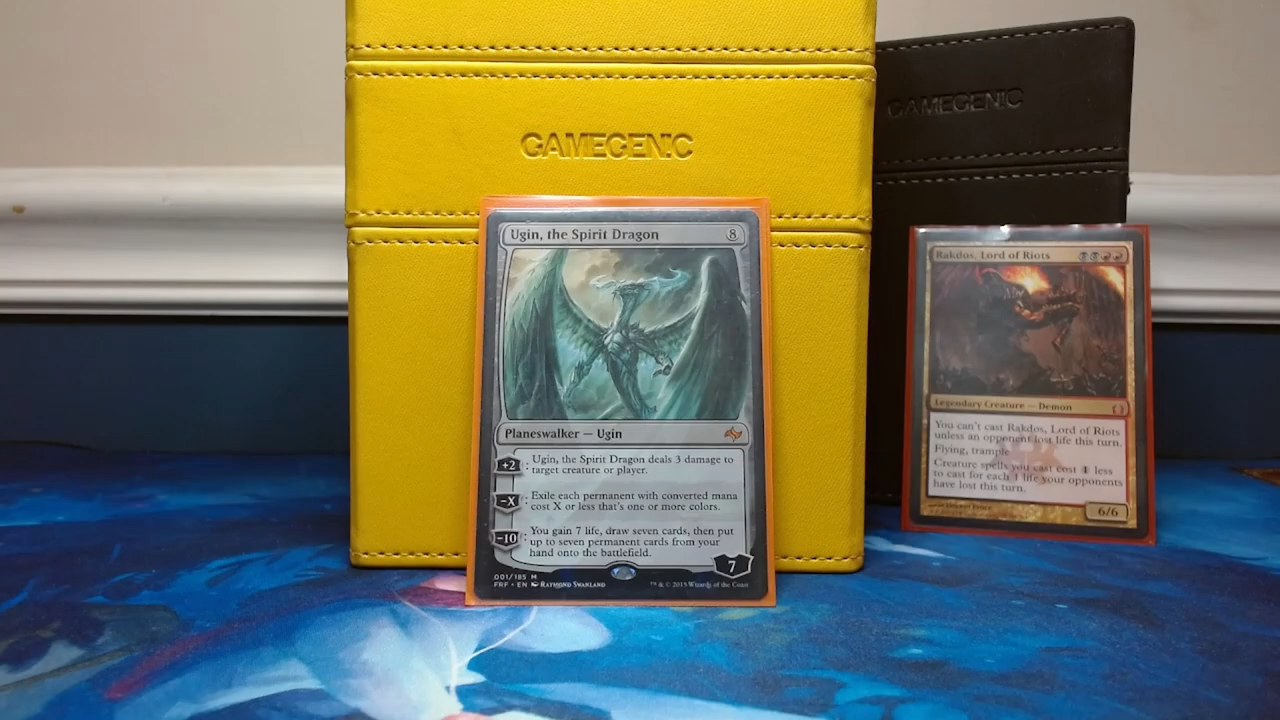 GAMEGENIC
GAMEGENIC
Ugin, the Spirit Dragon 8
Planeswalker — Ugin
+2: Ugin, the Spirit Dragon deals 3 damage to
target creature or player.
−X: Exile each permanent with converted mana
cost X or less that's one or more colors.
−10: You gain 7 life, draw seven cards, then put
up to seven permanent cards from your
hand onto the battlefield.
7
001/185 M
FRF • EN Raymond Swanland
™ & © 2015 Wizards of the Coast
Rakdos, Lord of Riots
Legendary Creature — Demon
You can't cast Rakdos, Lord of Riots
unless an opponent lost life this turn.
Flying, trample
Creature spells you cast cost 1 less
to cast for each 1 life your opponents
have lost this turn.
6/6